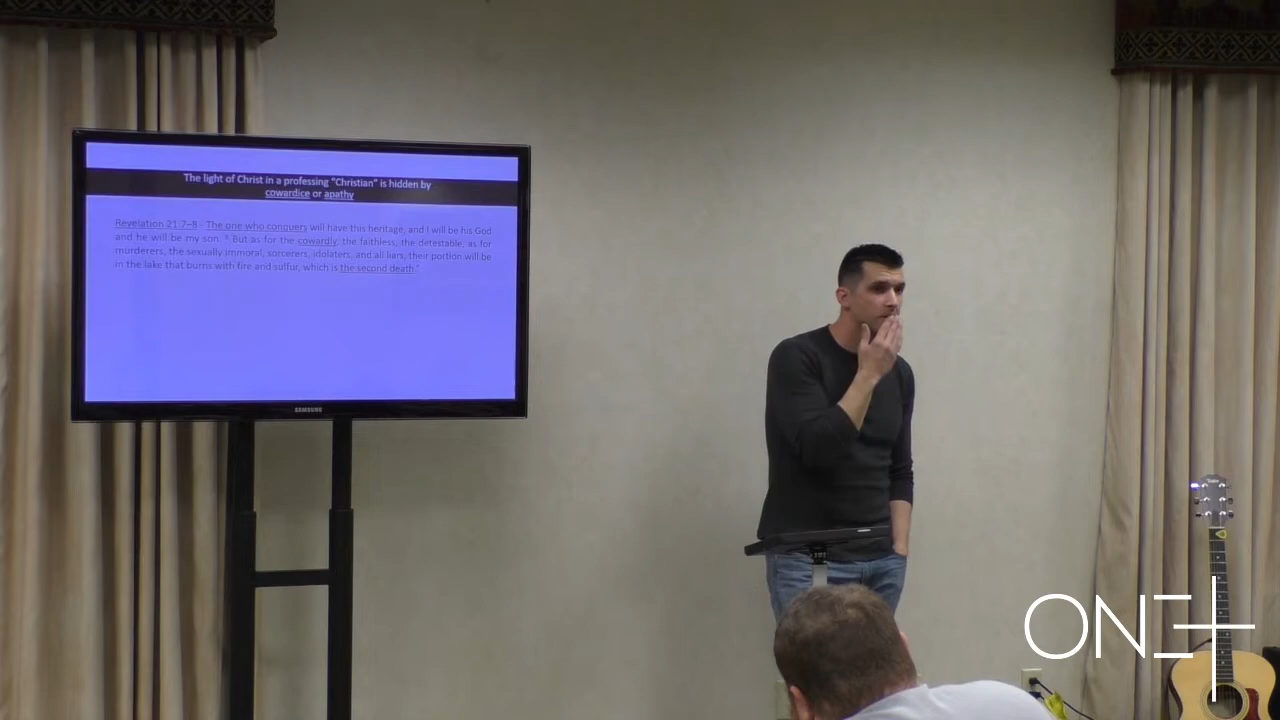 The light of Christ in a professing "Christian" is hidden by
cowardice or apathy
Revelation 21:7–8 - The one who conquers will have this heritage, and I will be his God
and he will be my son. 8 But as for the cowardly, the faithless, the detestable, as for
murderers, the sexually immoral, sorcerers, idolaters, and all liars, their portion will be
in the lake that burns with fire and sulfur, which is the second death."
SAMSUNG
Taylor
ONE